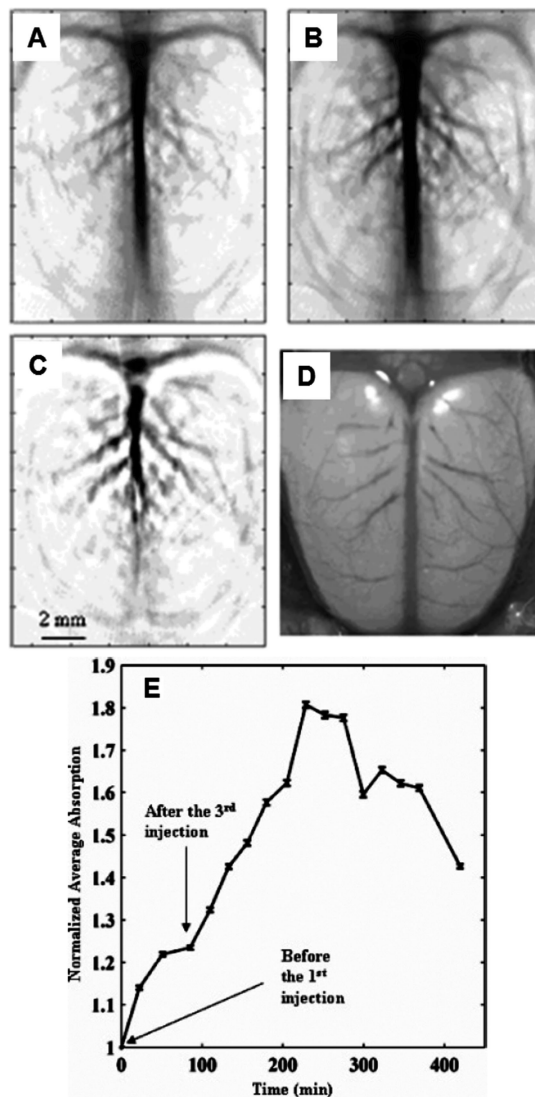 A
B
C
D
2 mm
E
1.9
1.8
1.7
1.6
1.5
1.4
1.3
1.2
1.1
1
Normalized Average Absorption
After the 3rd
injection
Before
the 1st
injection
0
100
200
300
400
Time (min)